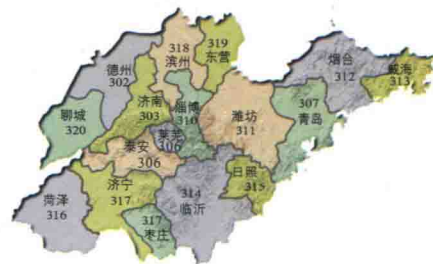 318
滨州
319
东营
德州
302
烟台
312
威海
313
聊城
320
济南
303
淄博
310
潍坊
311
307
青岛
莱芜
306
泰安
306
日照
315
菏泽
316
济宁
317
317
枣庄
314
临沂